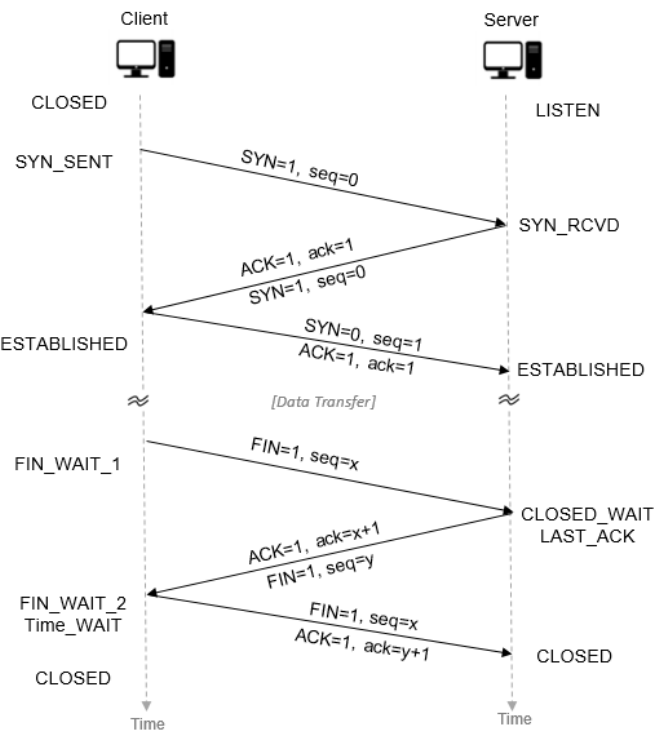 Client
Server
CLOSED
LISTEN
SYN_SENT
SYN=1, seq=0
SYN_RCVD
ACK=1, ack=1
SYN=1, seq=0
ESTABLISHED
SYN=0, seq=1
ACK=1, ack=1
ESTABLISHED
[Data Transfer]
FIN_WAIT_1
FIN=1, seq=x
CLOSED_WAIT
LAST_ACK
ACK=1, ack=x+1
FIN=1, seq=y
FIN_WAIT_2
Time_WAIT
FIN=1, seq=x
ACK=1, ack=y+1
CLOSED
CLOSED
Time
Time